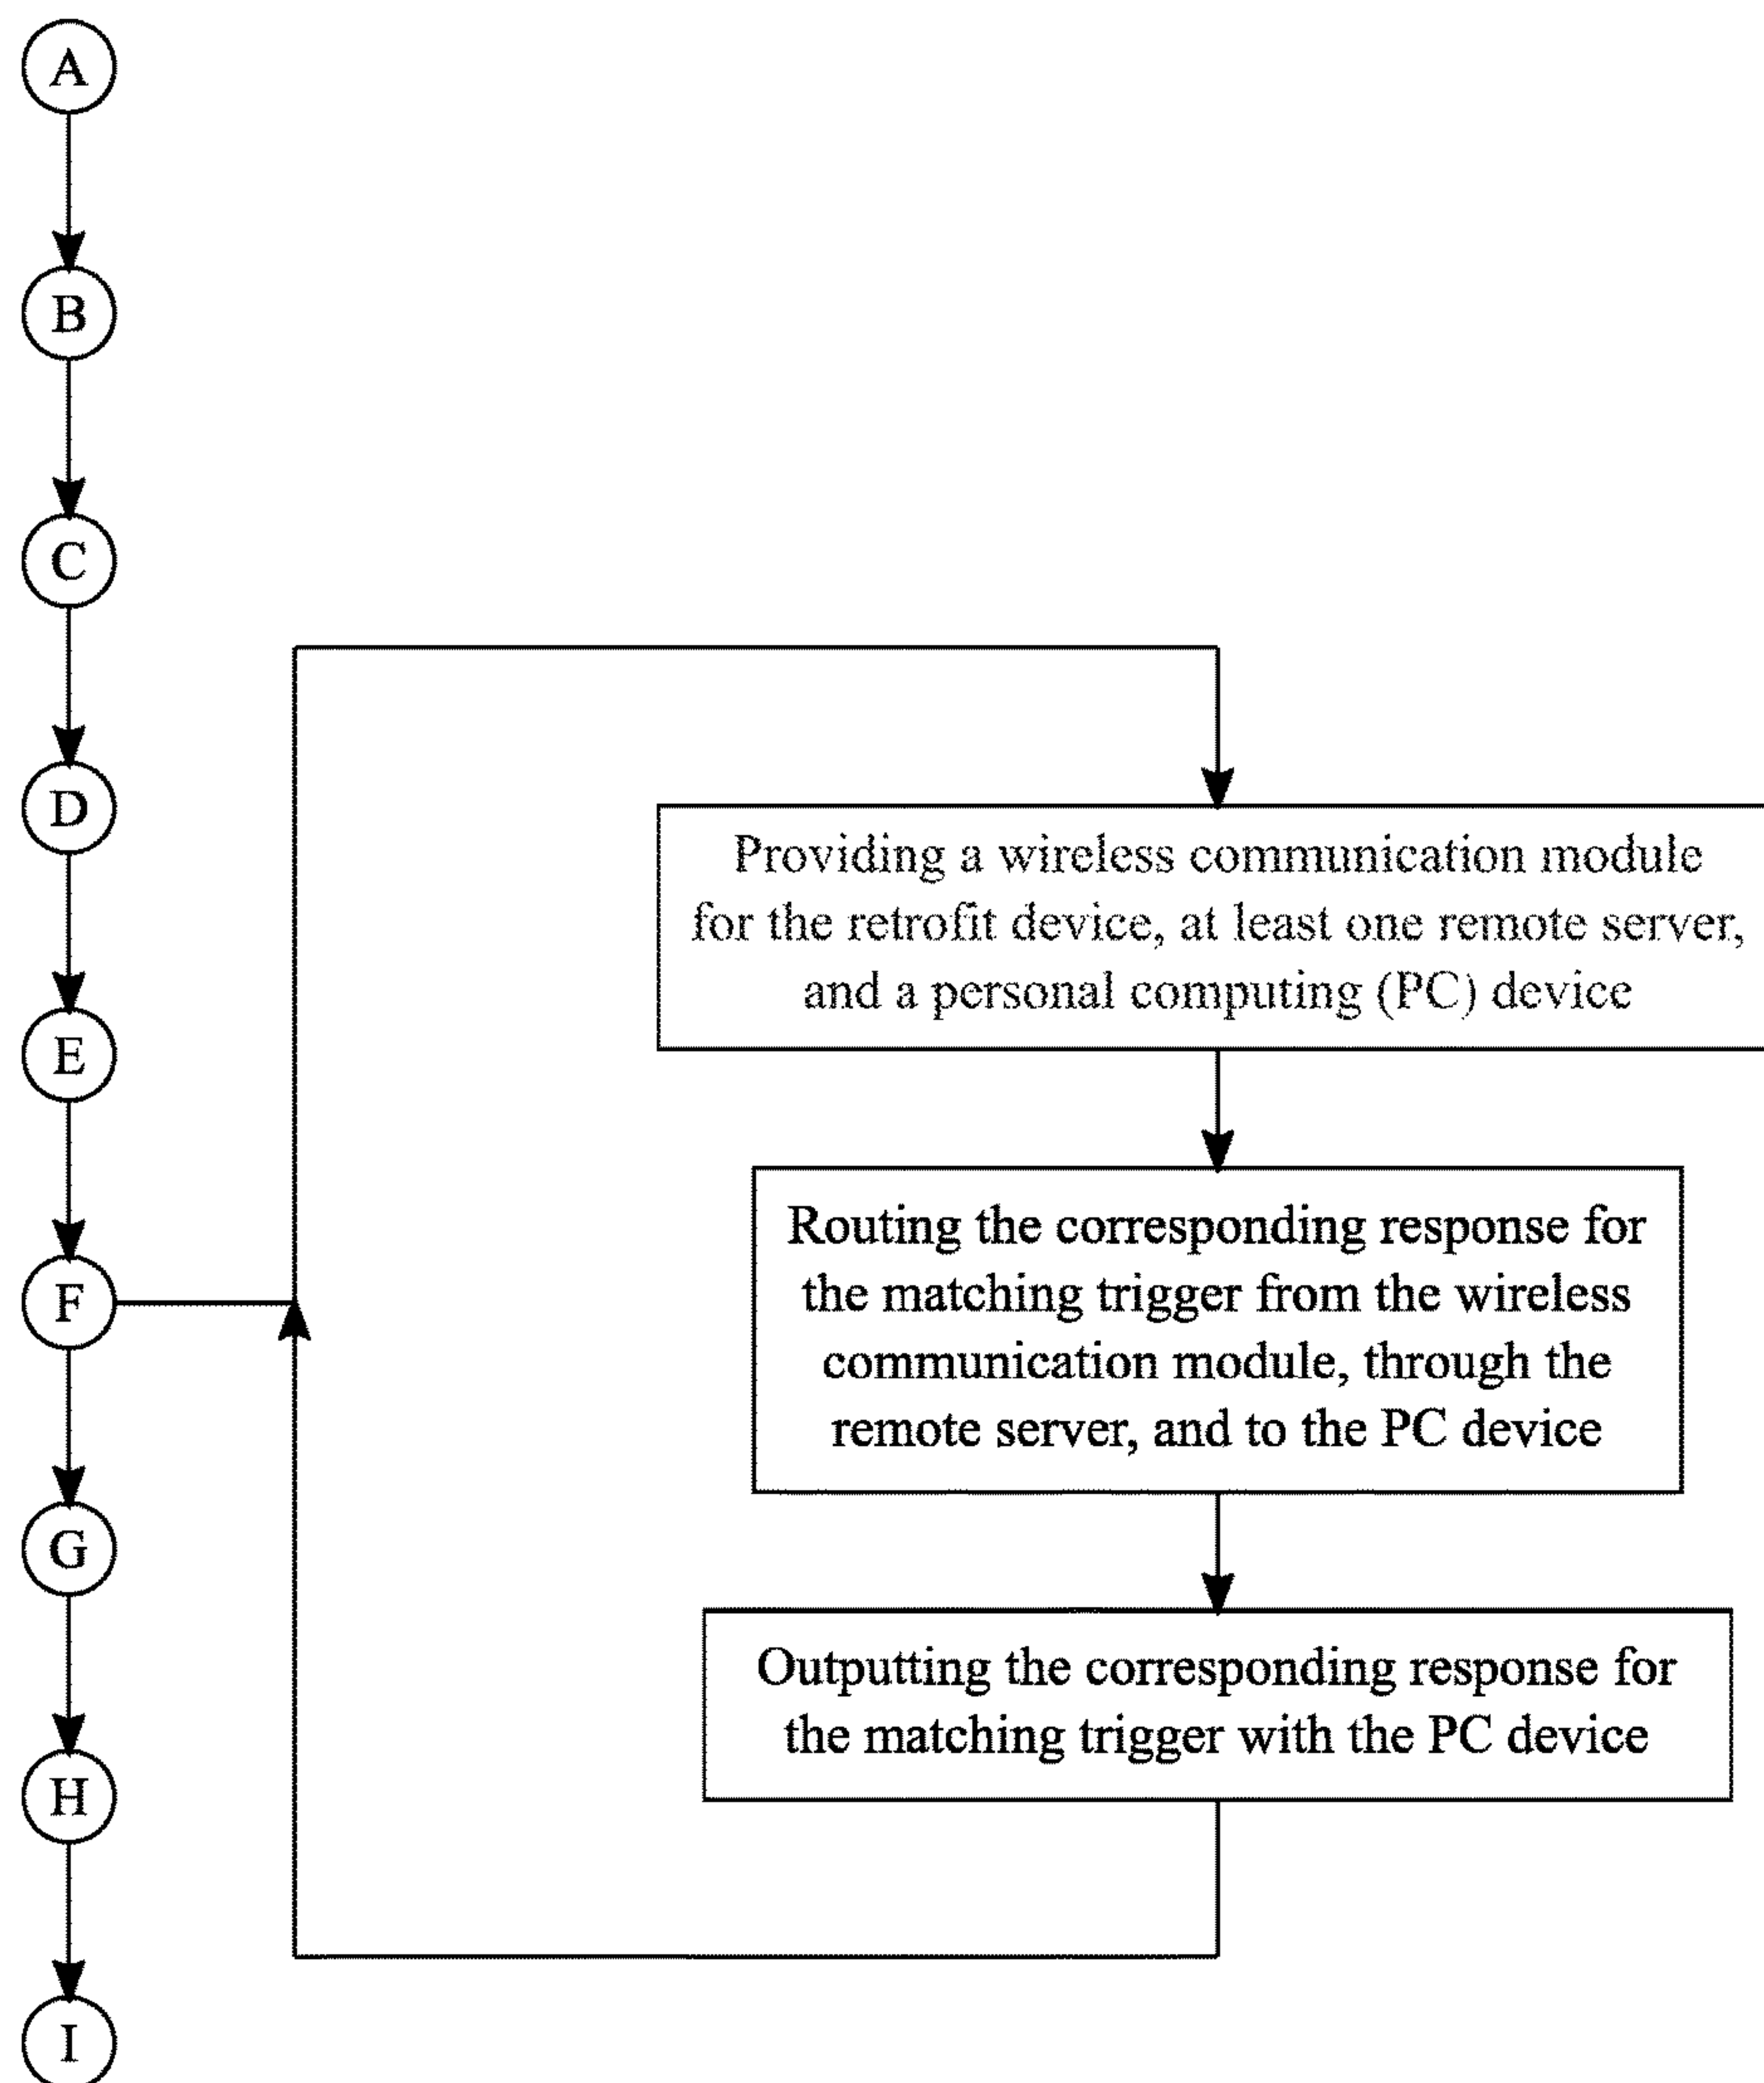 A
B
C
D
E
F
G
H
I
Providing a wireless communication module
for the retrofit device, at least one remote server,
and a personal computing (PC) device
Routing the corresponding response for
the matching trigger from the wireless
communication module, through the
remote server, and to the PC device
Outputting the corresponding response for
the matching trigger with the PC device